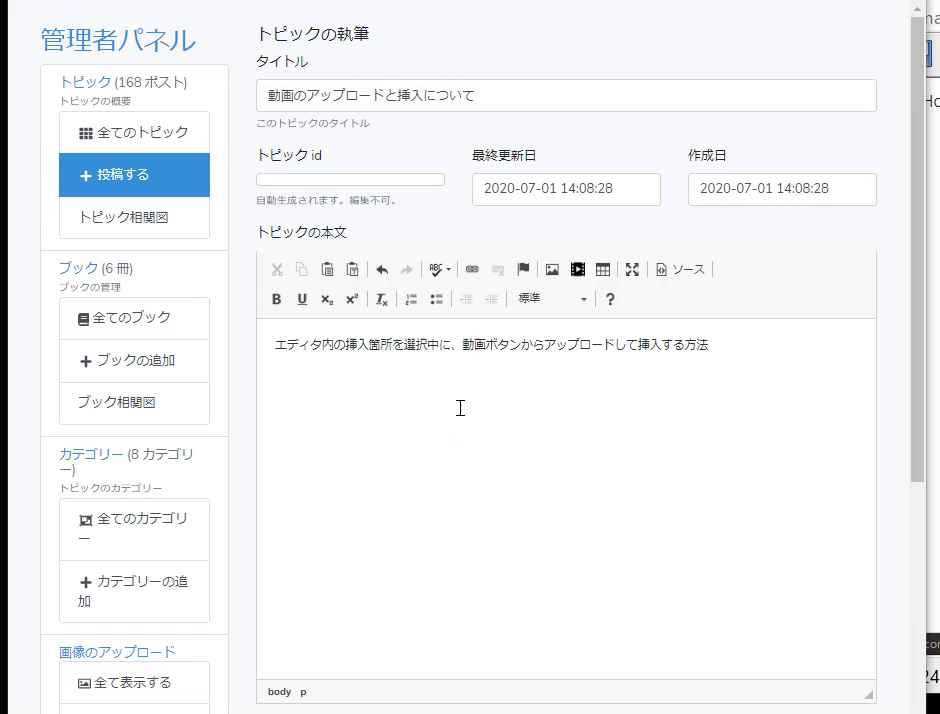 管理者パネル
トピック (168 ポスト)
トピックの概要
全てのトピック
投稿する
トピック相関図
ブック (6 冊)
ブックの管理
全てのブック
ブックの追加
ブック相関図
カテゴリー (8 カテゴリ
ー)
トピックのカテゴリー
全てのカテゴリ
ー
カテゴリーの追
加
画像のアップロード
全て表示する
トピックの執筆
タイトル
動画のアップロードと挿入について
このトピックのタイトル
トピック id
最終更新日
作成日
2020-07-01 14:08:28
2020-07-01 14:08:28
自動生成されます。編集不可。
トピックの本文
ABC
ソース
B U x₂ x² Tx
標準
?
エディタ内の挿入箇所を選択中に、動画ボタンからアップロードして挿入する方法
body p
Ho
24